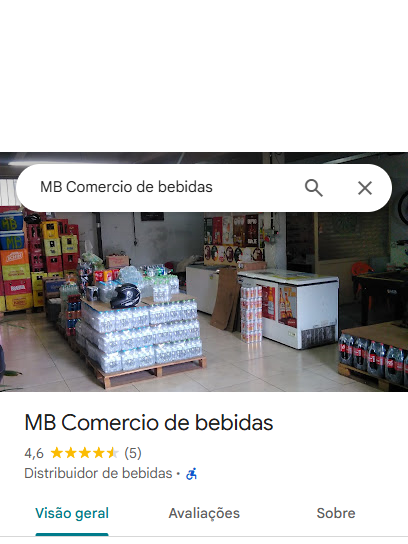 MB Comercio de bebidas
MB Comercio de bebidas
4,6 (5)
Distribuidor de bebidas ·
Visão geral Avaliações Sobre